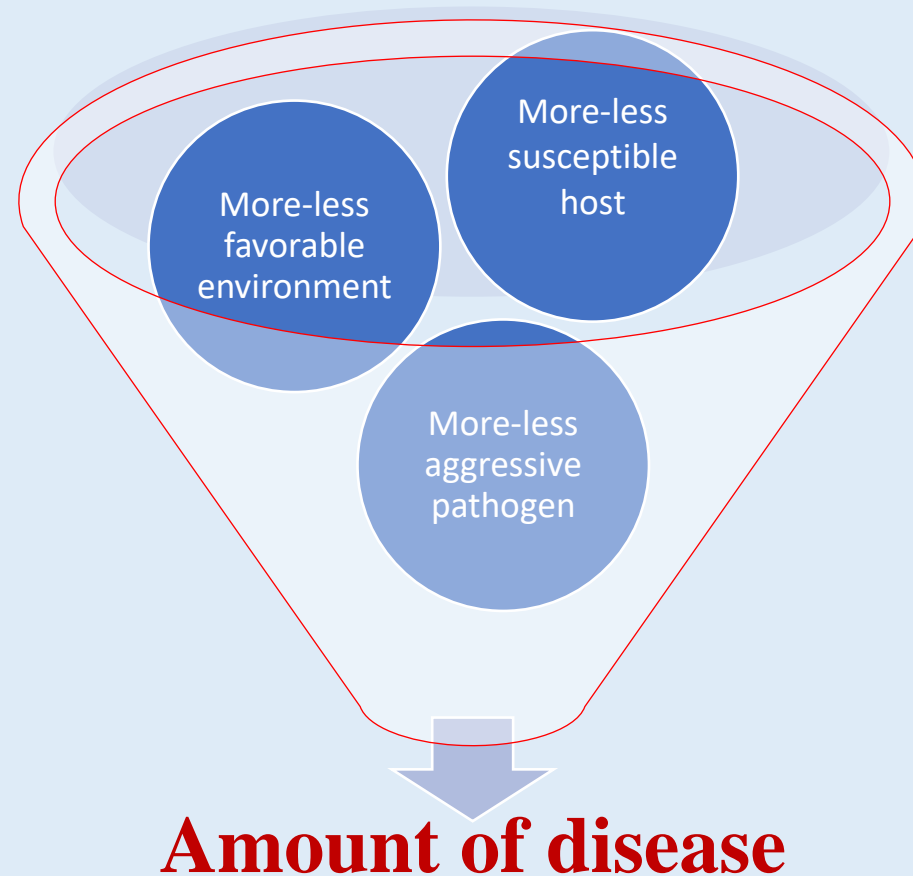 More-less
susceptible
host
More-less
favorable
environment
More-less
aggressive
pathogen
Amount of disease